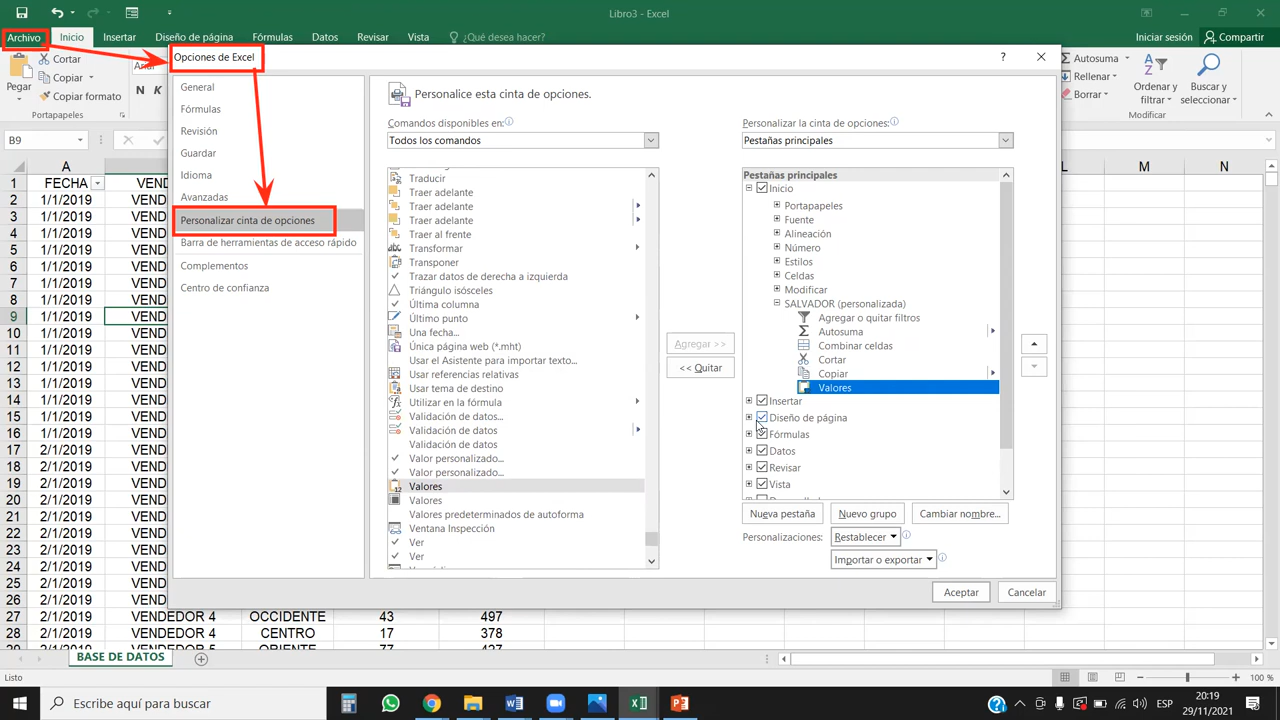 Libro3 - Excel
Archivo Inicio Insertar Diseño de página Fórmulas Datos Revisar Vista ¿Qué desea hacer? Iniciar sesión Compartir
Cortar
Copiar
Copiar formato
Pegar
Portapapeles
N K
Autosuma
Rellenar
Borrar
Ordenar y filtrar
Buscar y seleccionar
Modificar
B9
Opciones de Excel
?
General
Fórmulas
Revisión
Guardar
Idioma
Avanzadas
Personalizar cinta de opciones
Barra de herramientas de acceso rápido
Complementos
Centro de confianza
Personalice esta cinta de opciones.
Comandos disponibles en:
Todos los comandos
Traducir
Traer adelante
Traer adelante
Traer adelante
Traer al frente
Transformar
Transponer
Trazar datos de derecha a izquierda
Triángulo isósceles
Última columna
Último punto
Una fecha...
Única página web (*.mht)
Usar el Asistente para importar texto...
Usar referencias relativas
Usar tema de destino
Utilizar en la fórmula
Validación de datos...
Validación de datos
Validación de datos
Valor personalizado...
Valor personalizado...
Valores
Valores
Valores predeterminados de autoforma
Ventana Inspección
Ver
Ver
Agregar >>
<< Quitar
Personalizar la cinta de opciones:
Pestañas principales
Pestañas principales
Inicio
Portapapeles
Fuente
Alineación
Número
Estilos
Celdas
Modificar
SALVADOR (personalizada)
Agregar o quitar filtros
Autosuma
Combinar celdas
Cortar
Copiar
Valores
Insertar
Diseño de página
Fórmulas
Datos
Revisar
Vista
Nueva pestaña Nuevo grupo Cambiar nombre...
Personalizaciones: Restablecer
Importar o exportar
Aceptar Cancelar
A L M N
1 FECHA VEND
2 1/1/2019 VEND
3 1/1/2019 VEND
4 1/1/2019 VEND
5 1/1/2019 VEND
6 1/1/2019 VEND
7 1/1/2019 VEND
8 1/1/2019 VEND
9 1/1/2019 VEND
10 1/1/2019 VEND
11 1/1/2019 VEND
12 1/1/2019 VEND
13 1/1/2019 VEND
14 1/1/2019 VEND
15 1/1/2019 VEND
16 1/1/2019 VEND
18 2/1/2019 VEND
19 2/1/2019 VEND
20 2/1/2019 VEND
21 2/1/2019 VEND
22 2/1/2019 VEND
23 2/1/2019 VEND
24 2/1/2019 VEND
25 2/1/2019 VEND
26 2/1/2019 VEND
27 2/1/2019 VENDEDOR 4 OCCIDENTE 43 497
28 2/1/2019 VENDEDOR 4 CENTRO 17 378
BASE DE DATOS
Listo
100 %
Escribe aquí para buscar
ESP
20:19
29/11/2021